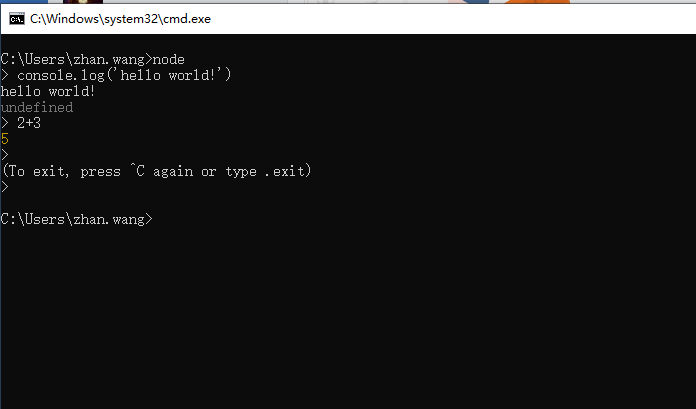 C:\Windows\system32\cmd.exe
C:\Users\zhan.wang>node
> console.log('hello world!')
hello world!
undefined
> 2+3
5
>
(To exit, press ^C again or type .exit)
>
C:\Users\zhan.wang>